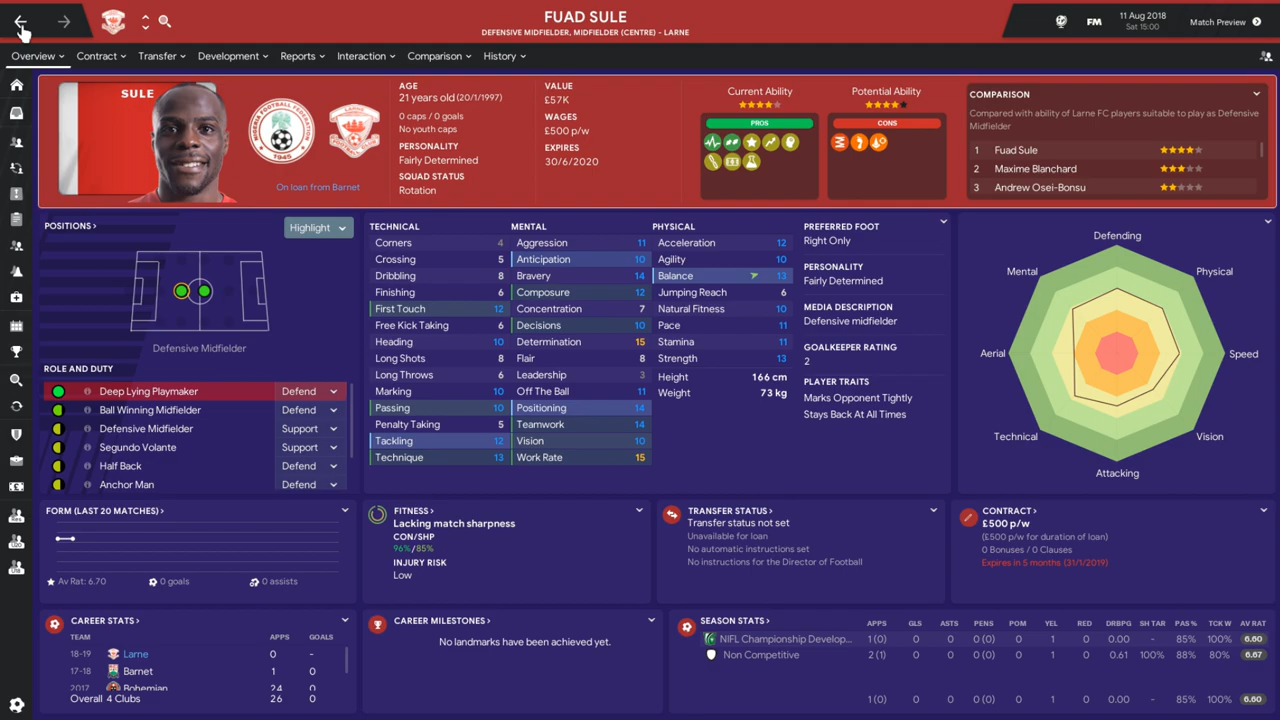 FUAD SULE
DEFENSIVE MIDFIELDER, MIDFIELDER (CENTRE) - LARNE
FM
11 Aug 2018
Sat 15:00
Match Preview
Overview
Contract
Transfer
Development
Reports
Interaction
Comparison
History
SULE
On loan from Barnet
AGE
21 years old (20/1/1997)
0 caps / 0 goals
No youth caps
PERSONALITY
Fairly Determined
SQUAD STATUS
Rotation
VALUE
£57K
WAGES
£500 p/w
EXPIRES
30/6/2020
Current Ability
PROS
Potential Ability
CONS
COMPARISON
Compared with ability of Larne FC players suitable to play as Defensive
Midfielder
1 Fuad Sule
2 Maxime Blanchard
3 Andrew Osei-Bonsu
POSITIONS >
Highlight
Defensive Midfielder
ROLE AND DUTY
Deep Lying Playmaker Defend
Ball Winning Midfielder Defend
Defensive Midfielder Support
Segundo Volante Support
Half Back Defend
Anchor Man Defend
TECHNICAL
Corners 4
Crossing 5
Dribbling 8
Finishing 6
First Touch 12
Free Kick Taking 6
Heading 10
Long Shots 8
Long Throws 6
Marking 10
Passing 10
Penalty Taking 5
Tackling 12
Technique 13
MENTAL
Aggression 11
Anticipation 10
Bravery 14
Composure 12
Concentration 7
Decisions 10
Determination 15
Flair 8
Leadership 3
Off The Ball 11
Positioning 14
Teamwork 14
Vision 10
Work Rate 15
PHYSICAL
Acceleration 12
Agility 10
Balance 13
Jumping Reach 6
Natural Fitness 10
Pace 11
Stamina 11
Strength 13
Height 166 cm
Weight 73 kg
PREFERRED FOOT
Right Only
PERSONALITY
Fairly Determined
MEDIA DESCRIPTION
Defensive midfielder
GOALKEEPER RATING
2
PLAYER TRAITS
Marks Opponent Tightly
Stays Back At All Times
Defending
Physical
Speed
Vision
Attacking
Technical
Aerial
Mental
FORM (LAST 20 MATCHES) >
Av Rat: 6.70 0 goals 0 assists
FITNESS >
Lacking match sharpness
CON/SHP
96%/85%
INJURY RISK
Low
TRANSFER STATUS >
Transfer status not set
Unavailable for loan
No automatic instructions set
No instructions for the Director of Football
CONTRACT >
£500 p/w
(£500 p/w for duration of loan)
0 Bonuses / 0 Clauses
Expires in 5 months (31/1/2019)
CAREER STATS >
TEAM APPS GOALS
18-19 Larne 0 -
17-18 Barnet 1 0
2017 Bohemian 24 0
Overall 4 Clubs 26 0
CAREER MILESTONES >
No landmarks have been achieved yet.
SEASON STATS > APPS GLS ASTS PENS POM YEL RED DRBPG SH TAR PAS % TCK W AV RAT
NIFL Championship Develop... 1 (0) 0 0 0 (0) 0 1 0 0.00 - 85% 100% 6.60
Non Competitive 2 (1) 0 0 0 (0) 0 0 0 0.61 100% 88% 80% 6.67
1 (0) 0 0 0 (0) 0 1 0 0.00 - 85% 100% 6.60